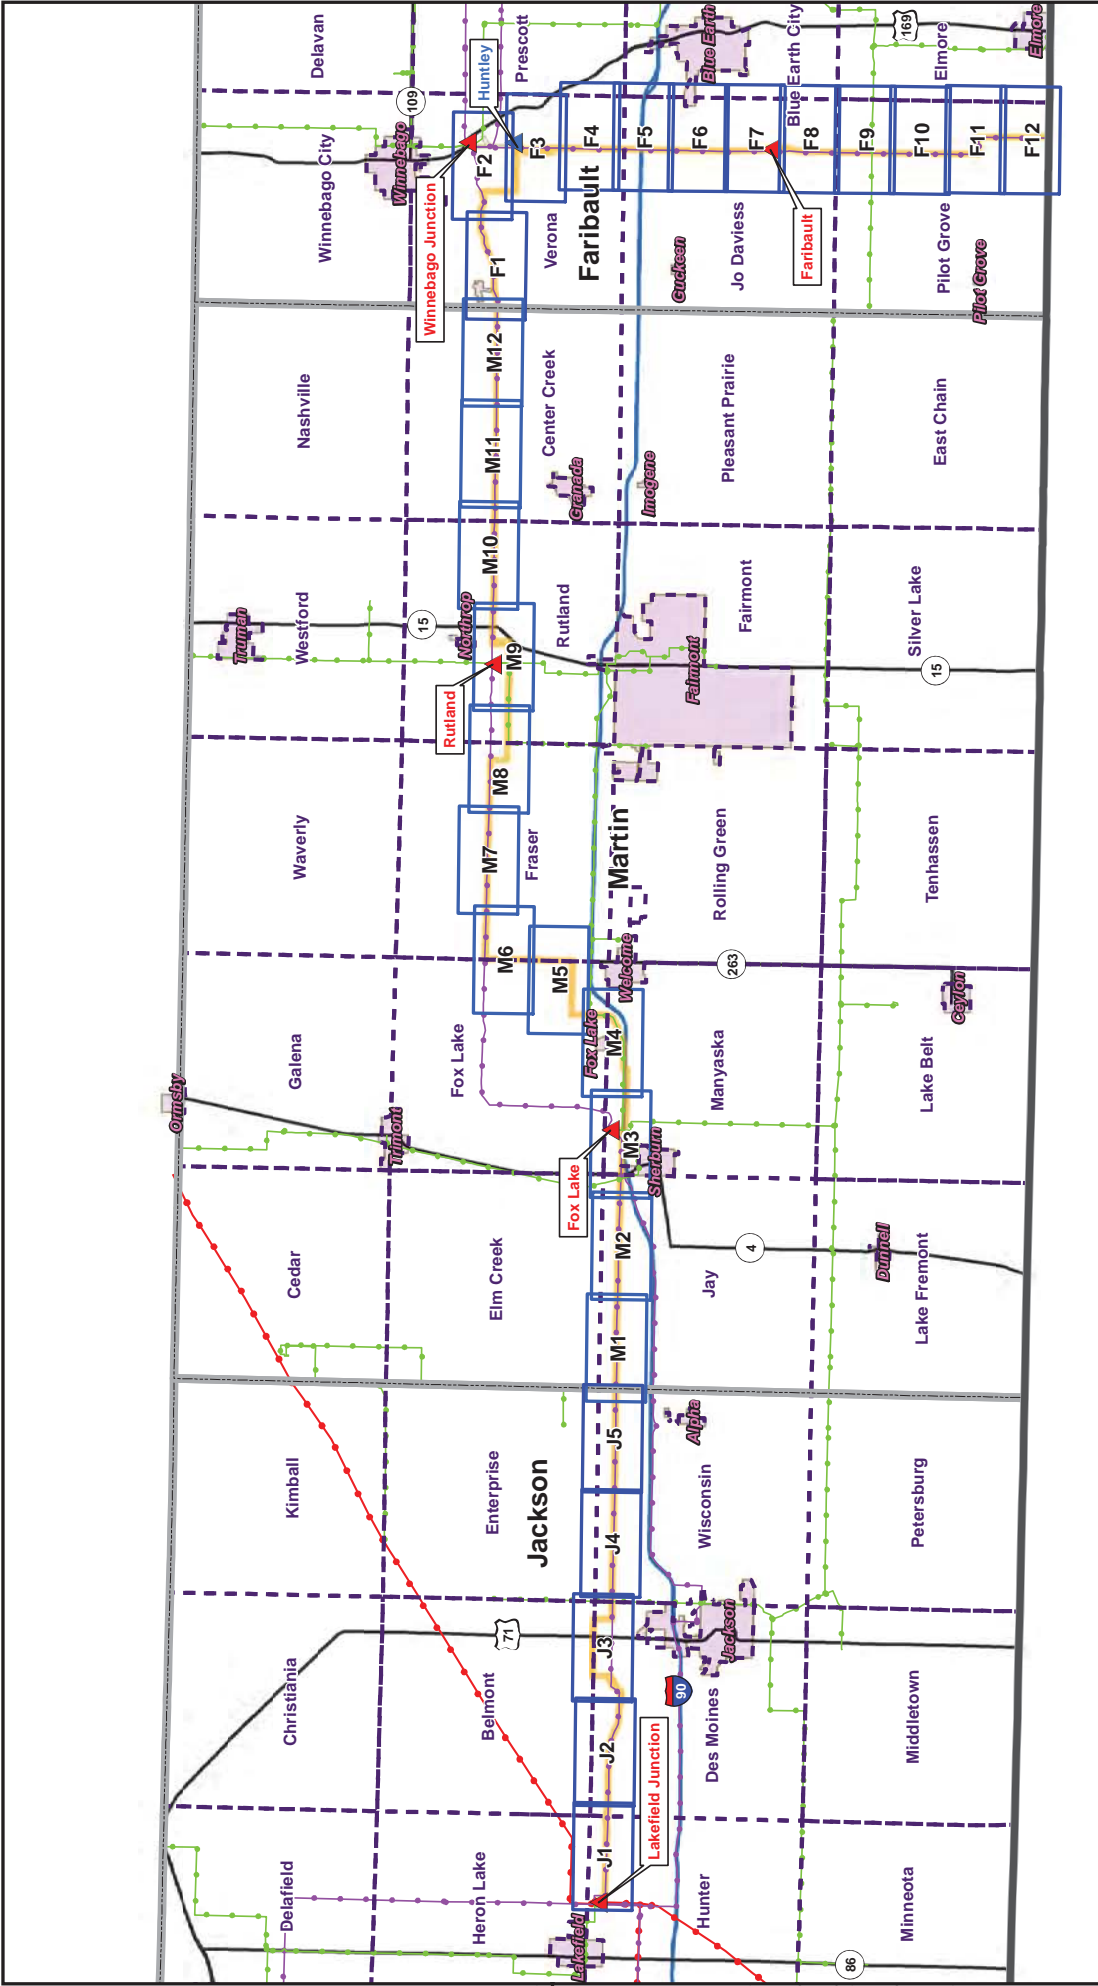 Delavan
Winnebago City
109
Winnebago
Huntley
Prescott
Winnebago Junction
Blue Earth
Blue Earth City
169
Elmore
Elmore
F1
F2
F3
F4
F5
F6
F7
F8
F9
F10
F11
F12
Verona
Faribault
Guckeen
Jo Daviess
Faribault
Pilot Grove
Pilot Grove
Nashville
Center Creek
Granada
Imogene
Pleasant Prairie
East Chain
M12
M11
M10
Truman
Westford
15
Northrop
Rutland
Rutland
M9
Fairmont
Fairmont
Silver Lake
15
M8
Waverly
M7
Fraser
Martin
Rolling Green
Tenhassen
M6
M5
Welcome
263
Ceylon
Galena
Fox Lake
Fox Lake
M4
Manyaska
Lake Belt
Ormsby
Trimont
Fox Lake
M3
Sherburn
Cedar
Elm Creek
M2
Jay
4
Dunnell
Lake Fremont
M1
Kimball
Enterprise
Jackson
J5
Alpha
Wisconsin
Petersburg
J4
Christiania
71
Belmont
J3
Jackson
90
J2
Des Moines
Middletown
Lakefield Junction
J1
Delafield
Heron Lake
Lakefield
Hunter
Minneota
86